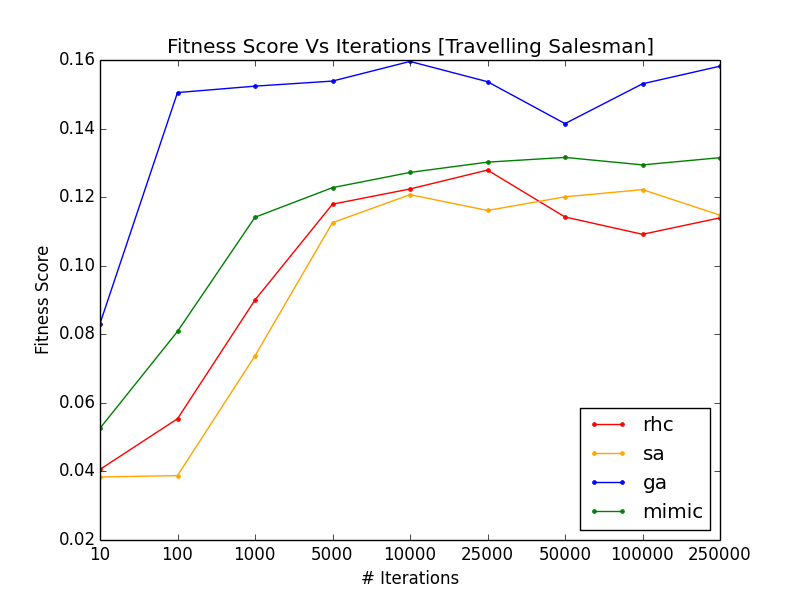 Fitness Score Vs Iterations [Travelling Salesman]
0.16
0.14
0.12
0.10
0.08
0.06
0.04
0.02
Fitness Score
rhc
sa
ga
mimic
10 100 1000 5000 10000 25000 50000 100000 250000
# Iterations